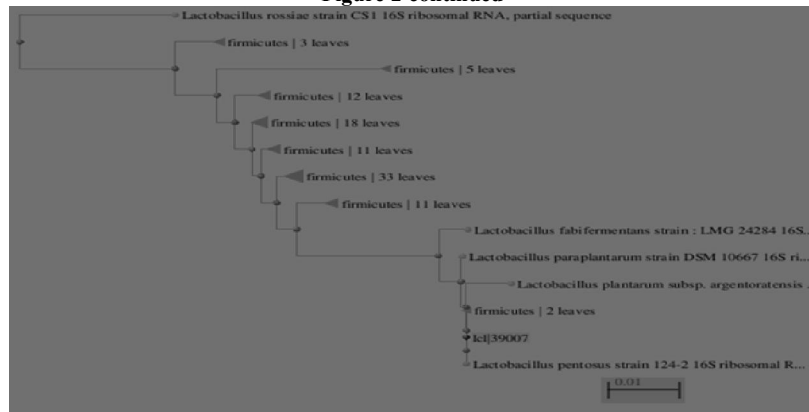 Figure 2 continued
Lactobacillus rossiae strain CS1 16S ribosomal RNA, partial sequence
firmicutes | 3 leaves
firmicutes | 5 leaves
firmicutes | 12 leaves
firmicutes | 18 leaves
firmicutes | 11 leaves
firmicutes | 33 leaves
firmicutes | 11 leaves
Lactobacillus fabifermentans strain : LMG 24284 16S...
Lactobacillus paraplantarum strain DSM 10667 16S ri...
Lactobacillus plantarum subsp. argentoratensis .
firmicutes | 2 leaves
lcl|39007
Lactobacillus pentosus strain 124-2 16S ribosomal R...
0.01